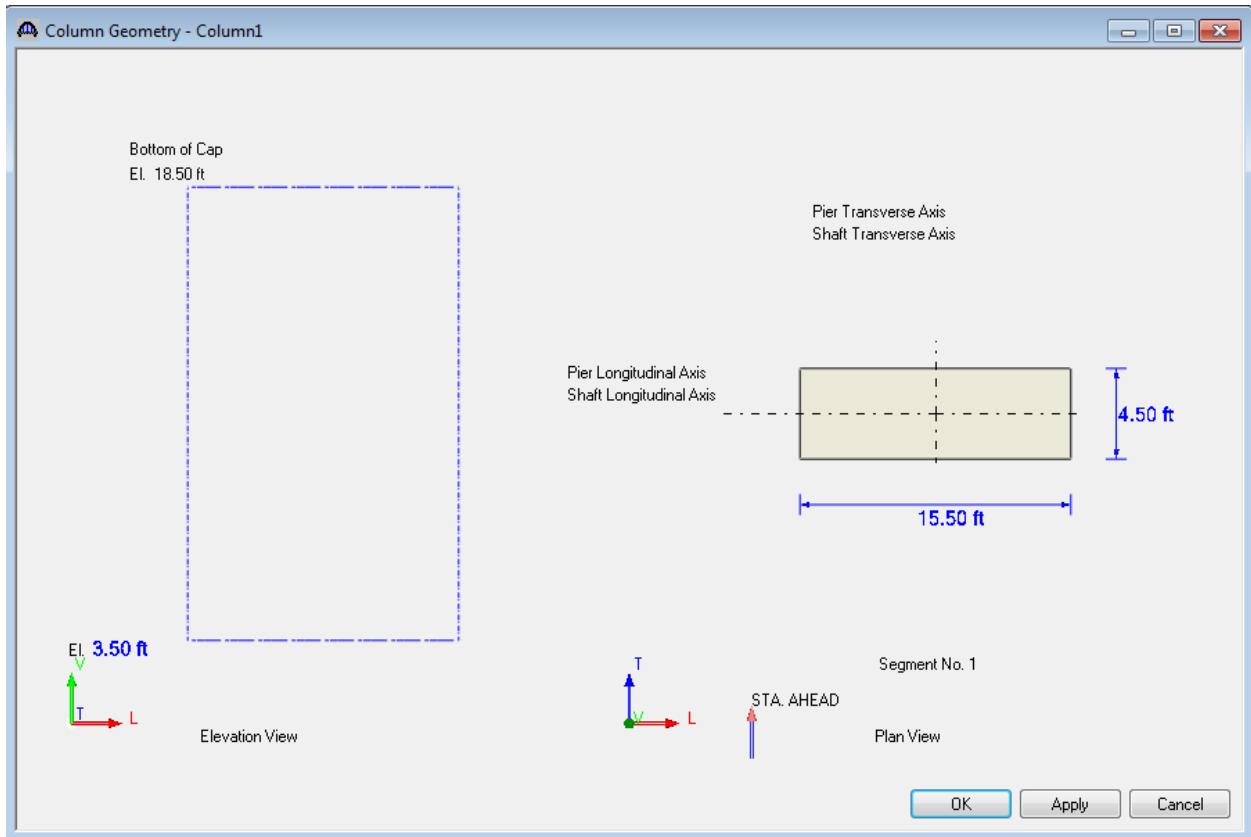 Column Geometry - Column1
Bottom of Cap
El. 18.50 ft
Pier Transverse Axis
Shaft Transverse Axis
Pier Longitudinal Axis
Shaft Longitudinal Axis
4.50 ft
15.50 ft
El. 3.50 ft
V
T
L
Elevation View
T
V
L
STA. AHEAD
Segment No. 1
Plan View
OK
Apply
Cancel